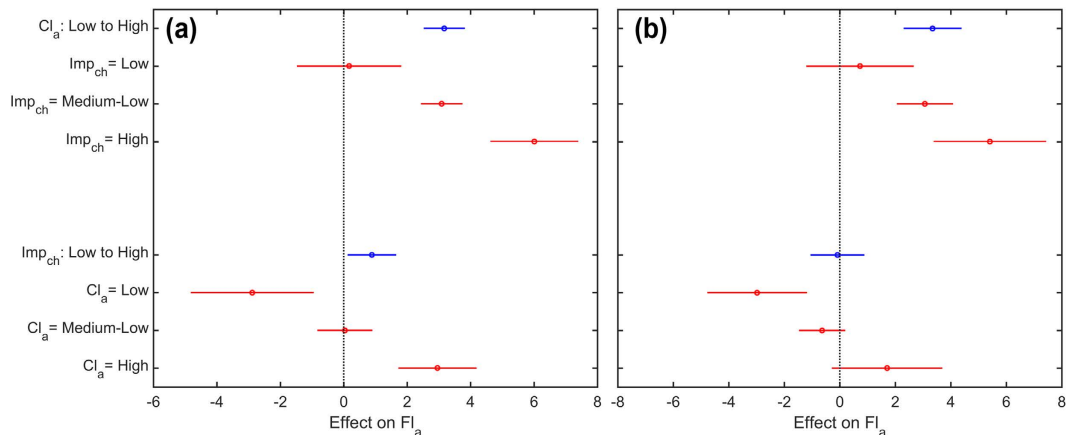 (a)
(b)
Cl_a: Low to High
Imp_ch= Low
Imp_ch= Medium-Low
Imp_ch= High
Imp_ch: Low to High
Cl_a= Low
Cl_a= Medium-Low
Cl_a= High
-6 -4 -2 0 2 4 6 8
-8 -6 -4 -2 0 2 4 6 8
Effect on Fl_a
Effect on Fl_a